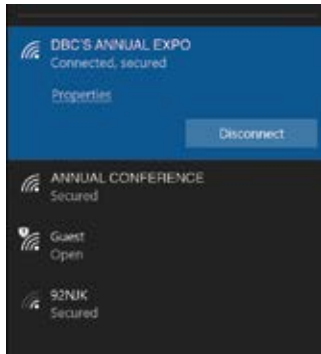 DBC'S ANNUAL EXPO
Connected, secured
Properties
Disconnect
ANNUAL CONFERENCE
Secured
Guest
Open
92NJK
Secured